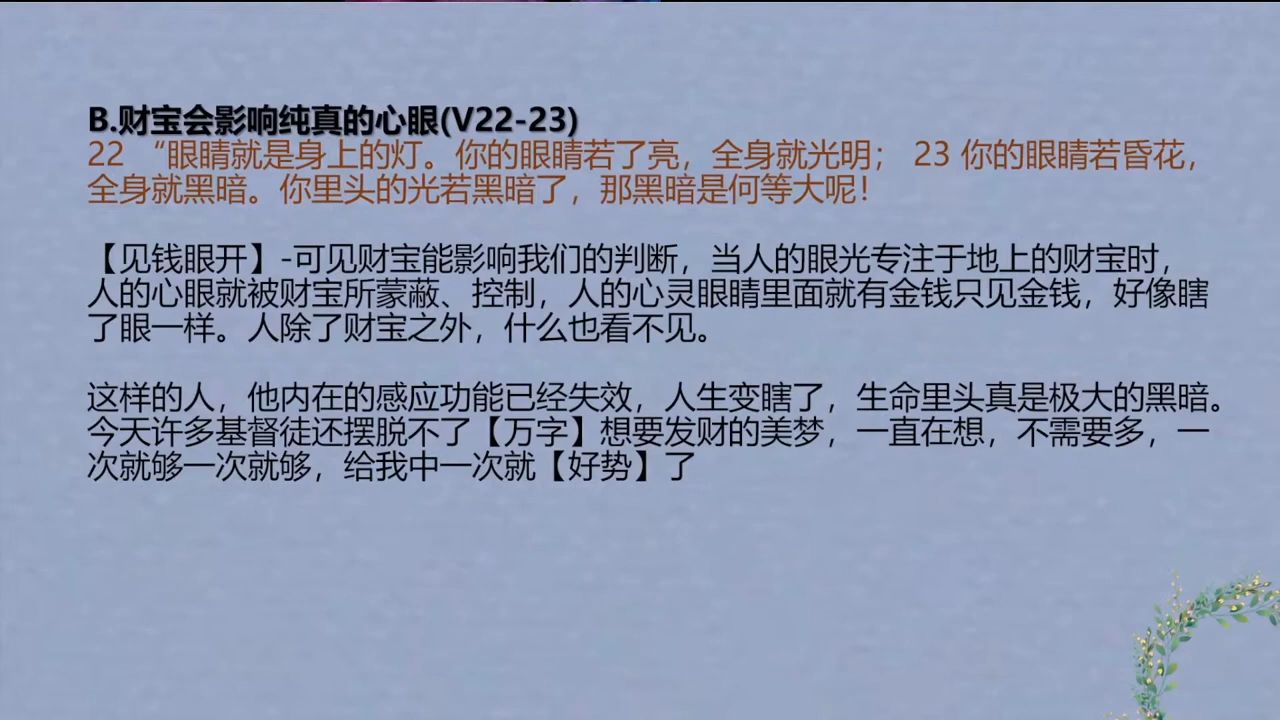 B.财宝会影响纯真的心眼(V22-23)
22 “眼睛就是身上的灯。你的眼睛若了亮，全身就光明； 23 你的眼睛若昏花，
全身就黑暗。你里头的光若黑暗了，那黑暗是何等大呢！
【见钱眼开】-可见财宝能影响我们的判断，当人的眼光专注于地上的财宝时，
人的心眼就被财宝所蒙蔽、控制，人的心灵眼睛里面就有金钱只见金钱，好像瞎
了眼一样。人除了财宝之外，什么也看不见。
这样的人，他内在的感应功能已经失效，人生变瞎了，生命里头真是极大的黑暗。
今天许多基督徒还摆脱不了【万字】想要发财的美梦，一直在想，不需要多，一
次就够一次就够，给我中一次就【好势】了